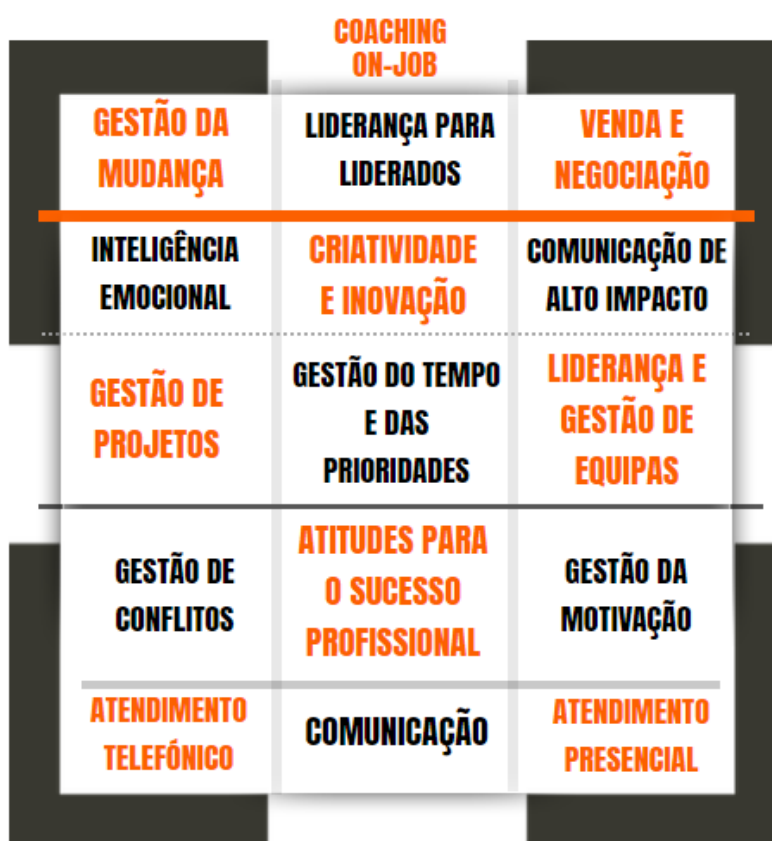 COACHING
ON-JOB
GESTÃO DA
MUDANÇA
LIDERANÇA PARA
LIDERADOS
VENDA E
NEGOCIAÇÃO
INTELIGÊNCIA
EMOCIONAL
CRIATIVIDADE
E INOVAÇÃO
COMUNICAÇÃO DE
ALTO IMPACTO
GESTÃO DE
PROJETOS
GESTÃO DO TEMPO
E DAS
PRIORIDADES
LIDERANÇA E
GESTÃO DE
EQUIPAS
GESTÃO DE
CONFLITOS
ATITUDES PARA
O SUCESSO
PROFISSIONAL
GESTÃO DA
MOTIVAÇÃO
ATENDIMENTO
TELEFÓNICO
COMUNICAÇÃO
ATENDIMENTO
PRESENCIAL